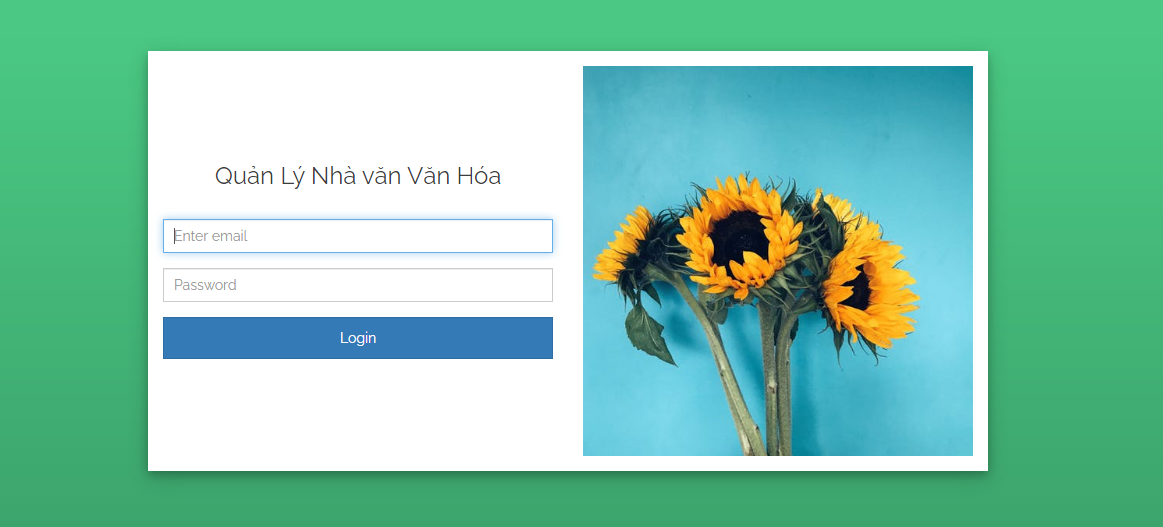 Quản Lý Nhà văn Văn Hóa
Enter email
Password
Login